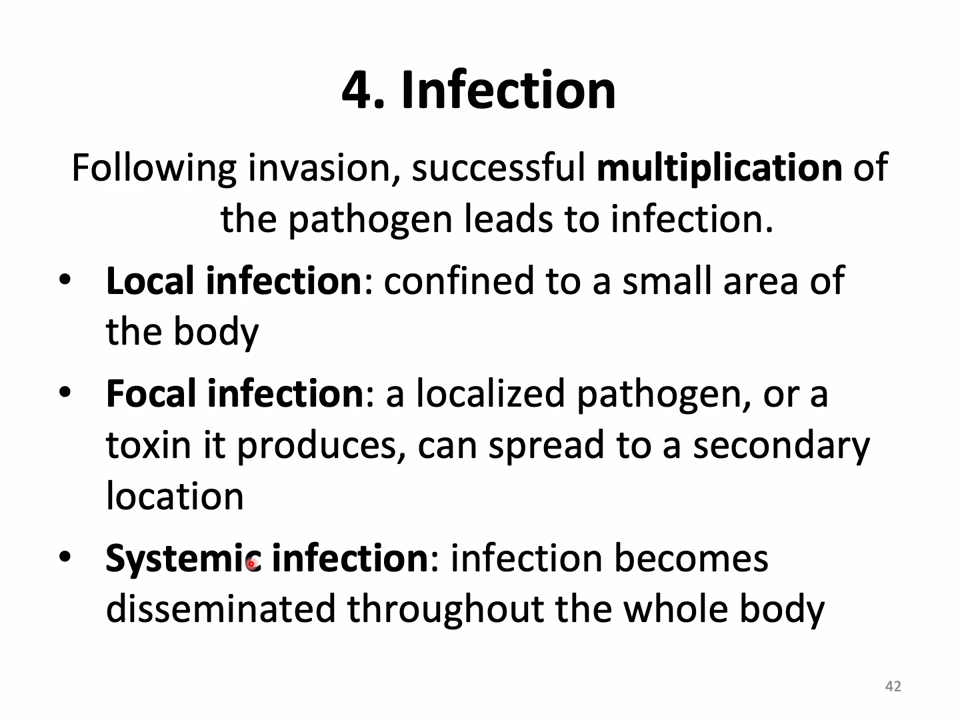 4. Infection
Following invasion, successful multiplication of
the pathogen leads to infection.
• Local infection: confined to a small area of
the body
• Focal infection: a localized pathogen, or a
toxin it produces, can spread to a secondary
location
• Systemic infection: infection becomes
disseminated throughout the whole body
42